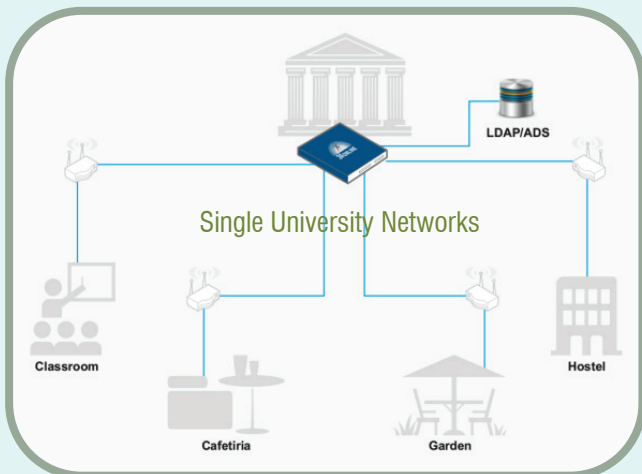 LDAP/ADS
Single University Networks
Classroom
Hostel
Cafetiria
Garden